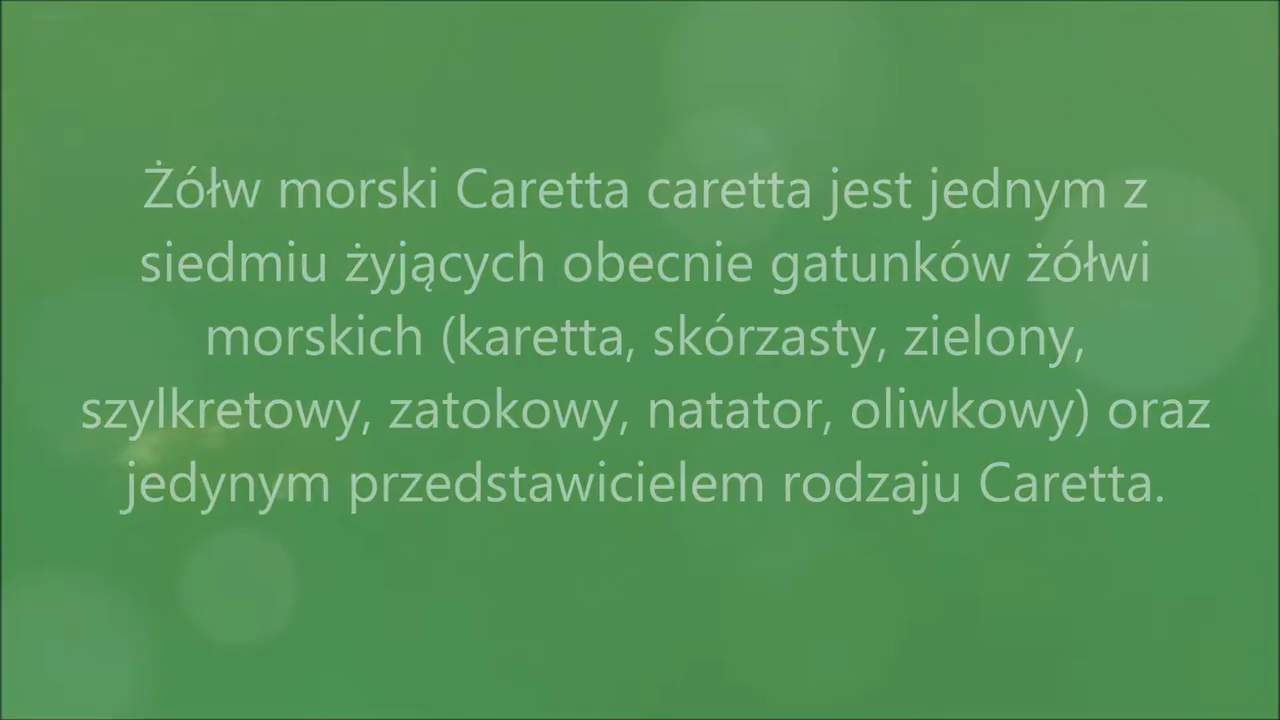 Żółw morski Caretta caretta jest jednym z
siedmiu żyjących obecnie gatunków żółwi
morskich (karetta, skórzasty, zielony,
szylkretowy, zatokowy, natator, oliwkowy) oraz
jedynym przedstawicielem rodzaju Caretta.